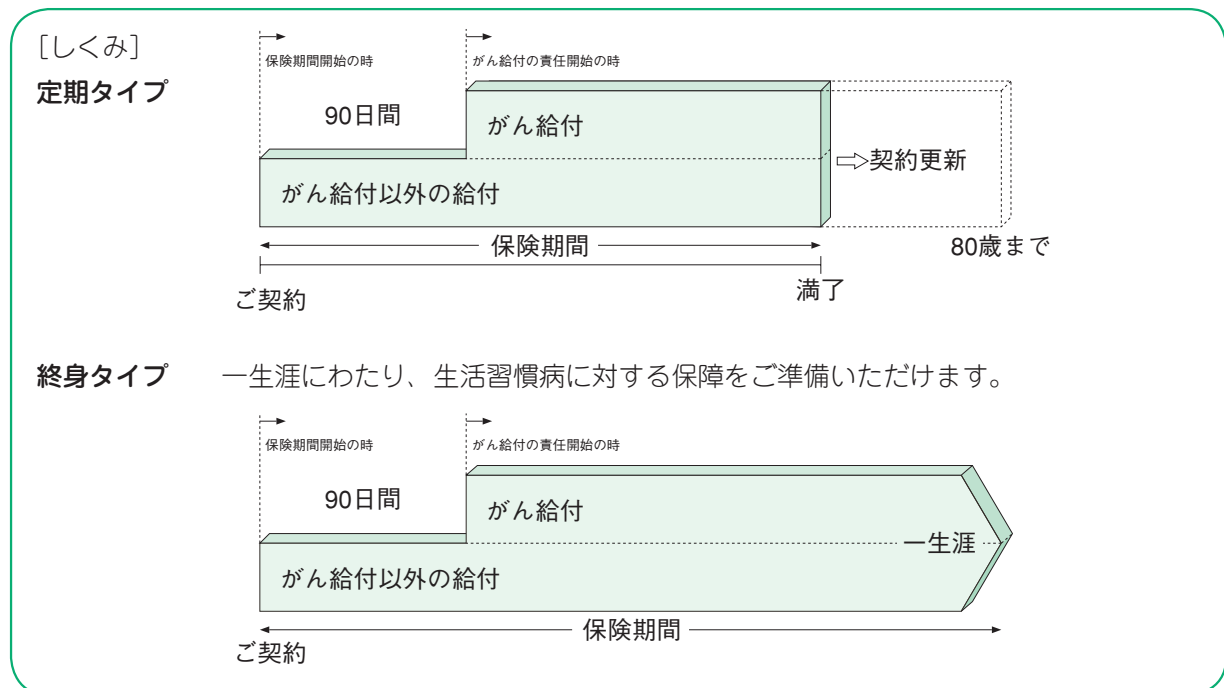 [しくみ]
定期タイプ
保険期間開始の時
がん給付の責任開始の時
90日間
がん給付
⇨契約更新
がん給付以外の給付
保険期間
80歳まで
ご契約
満了
終身タイプ 一生涯にわたり、生活習慣病に対する保障をご準備いただけます。
保険期間開始の時
がん給付の責任開始の時
90日間
がん給付
一生涯
がん給付以外の給付
保険期間
ご契約